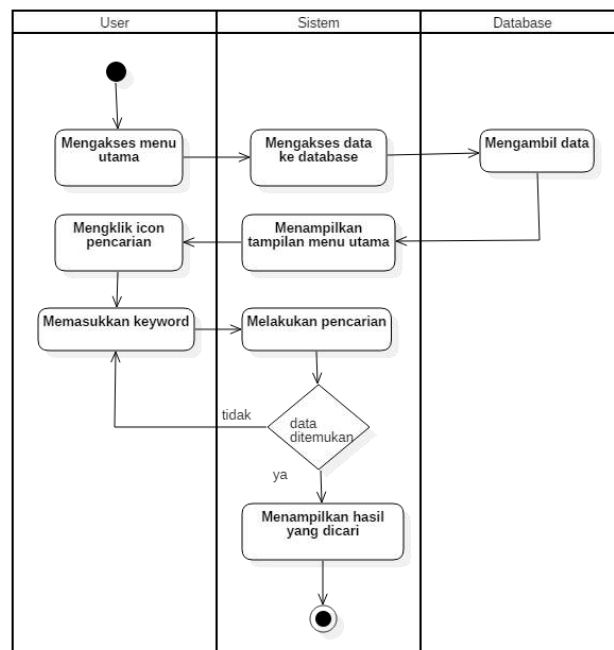 User
Sistem
Database
Mengakses menu
utama
Mengakses data
ke database
Mengambil data
Mengklik icon
pencarian
Menampilkan
tampilan menu utama
Memasukkan keyword
Melakukan pencarian
tidak
data
ditemukan
ya
Menampilkan hasil
yang dicari